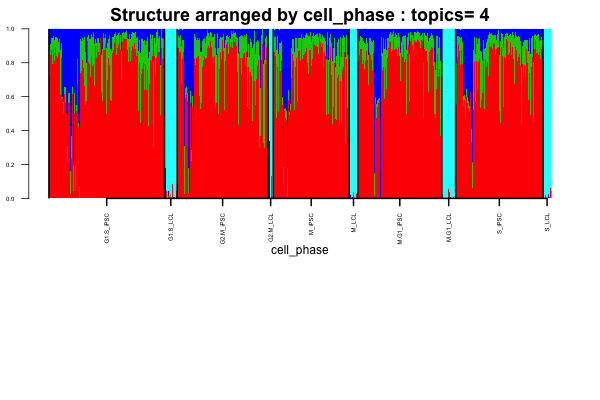 Structure arranged by cell_phase : topics= 4
1.0
0.8
0.6
0.4
0.2
0.0
G1.S_iPSC
G1.S_LCL
G2.M_iPSC
G2.M_LCL
M_iPSC
M_LCL
M.G1_iPSC
M.G1_LCL
S_iPSC
S_LCL
cell_phase